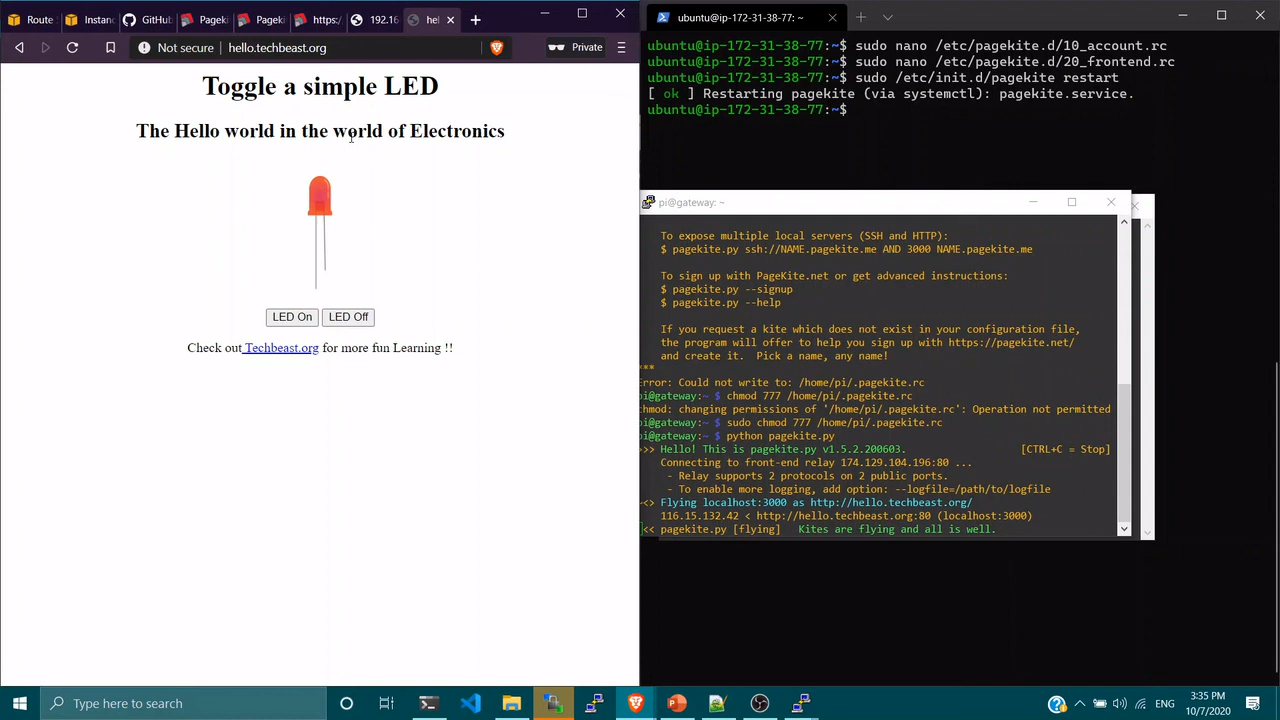 Route
Instanc
GitHub
Pageki
Pageki
https:/
192.16
hel
Not secure
hello.techbeast.org
Private
Toggle a simple LED
The Hello world in the world of Electronics
LED On LED Off
Check out Techbeast.org for more fun Learning !!
ubuntu@ip-172-31-38-77: ~
ubuntu@ip-172-31-38-77:~$ sudo nano /etc/pagekite.d/10_account.rc
ubuntu@ip-172-31-38-77:~$ sudo nano /etc/pagekite.d/20_frontend.rc
ubuntu@ip-172-31-38-77:~$ sudo /etc/init.d/pagekite restart
[ ok ] Restarting pagekite (via systemctl): pagekite.service.
ubuntu@ip-172-31-38-77:~$
pi@gateway: ~
To expose multiple local servers (SSH and HTTP):
$ pagekite.py ssh://NAME.pagekite.me AND 3000 NAME.pagekite.me
To sign up with PageKite.net or get advanced instructions:
$ pagekite.py --signup
$ pagekite.py --help
If you request a kite which does not exist in your configuration file,
the program will offer to help you sign up with https://pagekite.net/
and create it.  Pick a name, any name!
***
Error: Could not write to: /home/pi/.pagekite.rc
pi@gateway:~ $ chmod 777 /home/pi/.pagekite.rc
chmod: changing permissions of '/home/pi/.pagekite.rc': Operation not permitted
pi@gateway:~ $ sudo chmod 777 /home/pi/.pagekite.rc
pi@gateway:~ $ python pagekite.py
>>> Hello! This is pagekite.py v1.5.2.200603. [CTRL+C = Stop]
Connecting to front-end relay 174.129.104.196:80 ...
- Relay supports 2 protocols on 2 public ports.
- To enable more logging, add option: --logfile=/path/to/logfile
~<> Flying localhost:3000 as http://hello.techbeast.org/
116.15.132.42 < http://hello.techbeast.org:80 (localhost:3000)
<< pagekite.py [flying]   Kites are flying and all is well.
Type here to search
3:35 PM
10/7/2020